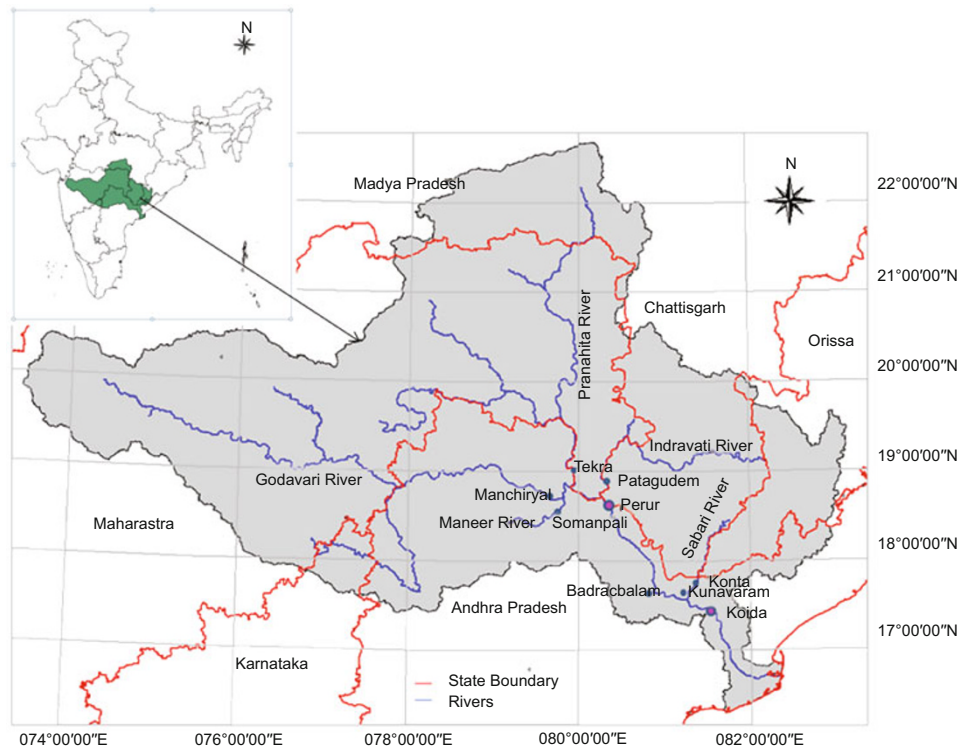 N
N
Madya Pradesh
22°00′00″N
21°00′00″N
Chattisgarh
Pranahita River
Orissa
20°00′00″N
Indravati River
19°00′00″N
Tekra
Godavari River
Patagudem
Manchiryal
Perur
Sabari River
Maharastra
Maneer River
Somanpali
18°00′00″N
Konta
Badracbalam
Kunavaram
Andhra Pradesh
Koida
17°00′00″N
Karnataka
State Boundary
Rivers
074°00′00″E
076°00′00″E
078°00′00″E
080°00′00″E
082°00′00″E